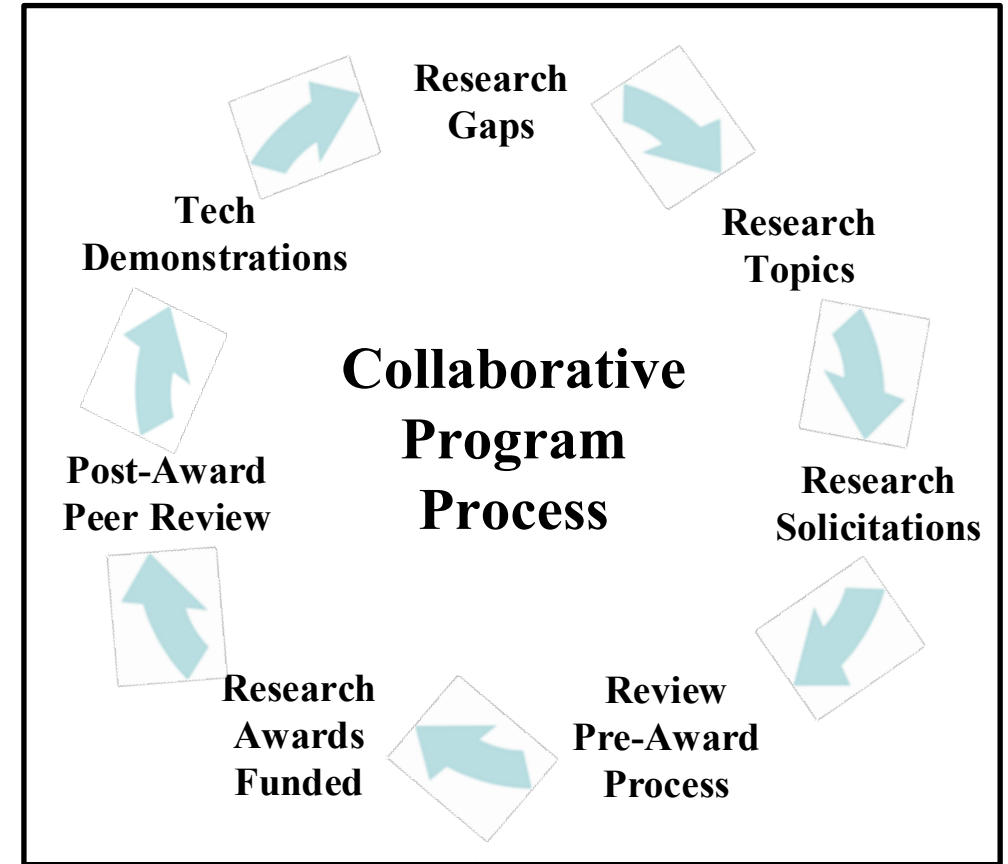 Research
Gaps
Research
Topics
Research
Solicitations
Review
Pre-Award
Process
Research
Awards
Funded
Post-Award
Peer Review
Tech
Demonstrations
Collaborative
Program
Process